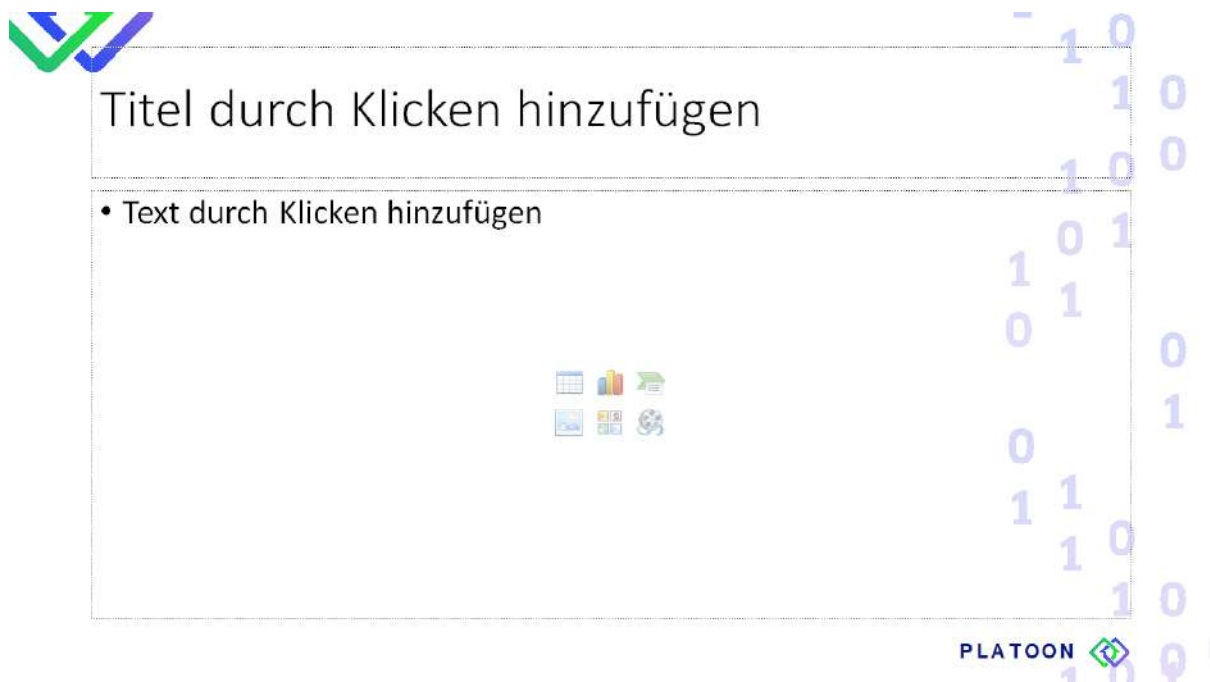 Titel durch Klicken hinzufügen
• Text durch Klicken hinzufügen
PLATOON